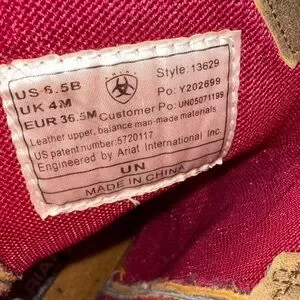 US 6.5B Style: 13629
UK 4M Po: Y202699
EUR 36.5M Customer Po: UN05071199
Leather upper, balance man-made materials
US patent number: 5720117
Engineered by Ariat International Inc.
UN
MADE IN CHINA